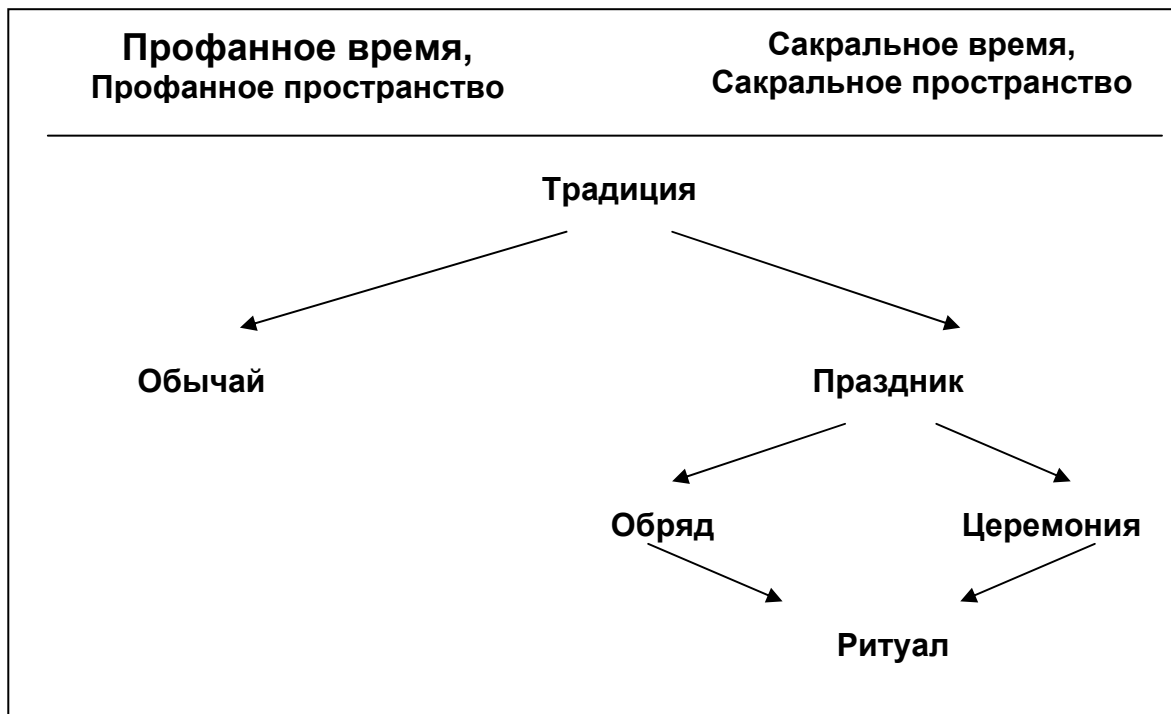 Профанное время,
Профанное пространство
Сакральное время,
Сакральное пространство
Традиция
Обычай
Праздник
Обряд
Церемония
Ритуал